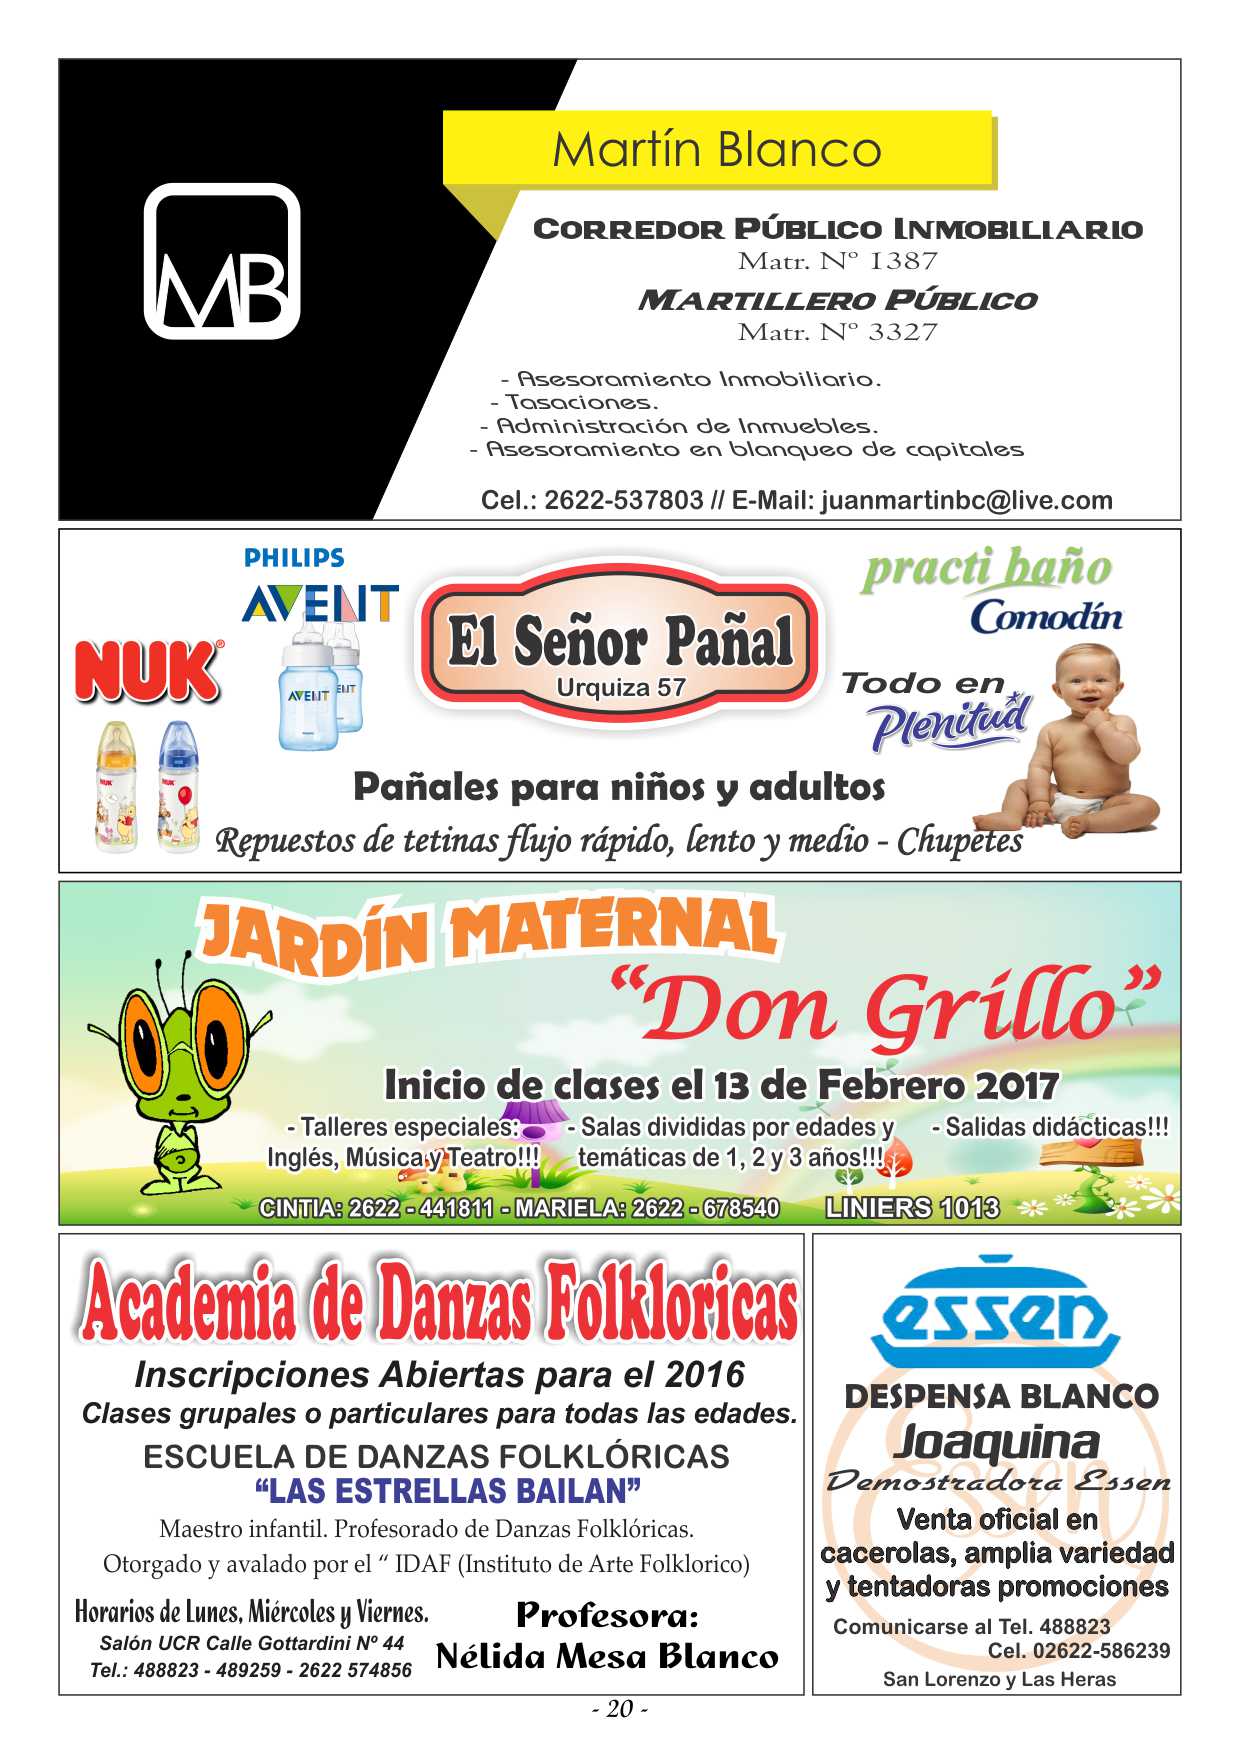 Martín Blanco
MB
Corredor Público Inmobiliario
Matr. Nº 1387
Martillero Público
Matr. Nº 3327
- Asesoramiento Inmobiliario.
- Tasaciones.
- Administración de Inmuebles.
- Asesoramiento en blanqueo de capitales
Cel.: 2622-537803 // E-Mail: juanmartinbc@live.com
PHILIPS
AVENT
NUK®
AVENT
ENT
NUK
NUK
El Señor Pañal
Urquiza 57
practi baño
Comodín
Todo en
Plenitud
Pañales para niños y adultos
Repuestos de tetinas flujo rápido, lento y medio - Chupetes
JARDÍN MATERNAL
“Don Grillo”
Inicio de clases el 13 de Febrero 2017
- Talleres especiales: - Salas divididas por edades y - Salidas didácticas!!!
Inglés, Música y Teatro!!! temáticas de 1, 2 y 3 años!!!
CINTIA: 2622 - 441811 - MARIELA: 2622 - 678540 LINIERS 1013
Academia de Danzas Folkloricas
Inscripciones Abiertas para el 2016
Clases grupales o particulares para todas las edades.
ESCUELA DE DANZAS FOLKLÓRICAS
“LAS ESTRELLAS BAILAN”
Maestro infantil. Profesorado de Danzas Folklóricas.
Otorgado y avalado por el “ IDAF (Instituto de Arte Folklorico)
Horarios de Lunes, Miércoles y Viernes.
Salón UCR Calle Gottardini Nº 44
Tel.: 488823 - 489259 - 2622 574856
Profesora:
Nélida Mesa Blanco
essen
DESPENSA BLANCO
Joaquina
Demostradora Essen
Essen
Venta oficial en
cacerolas, amplia variedad
y tentadoras promociones
Comunicarse al Tel. 488823
Cel. 02622-586239
San Lorenzo y Las Heras
- 20 -